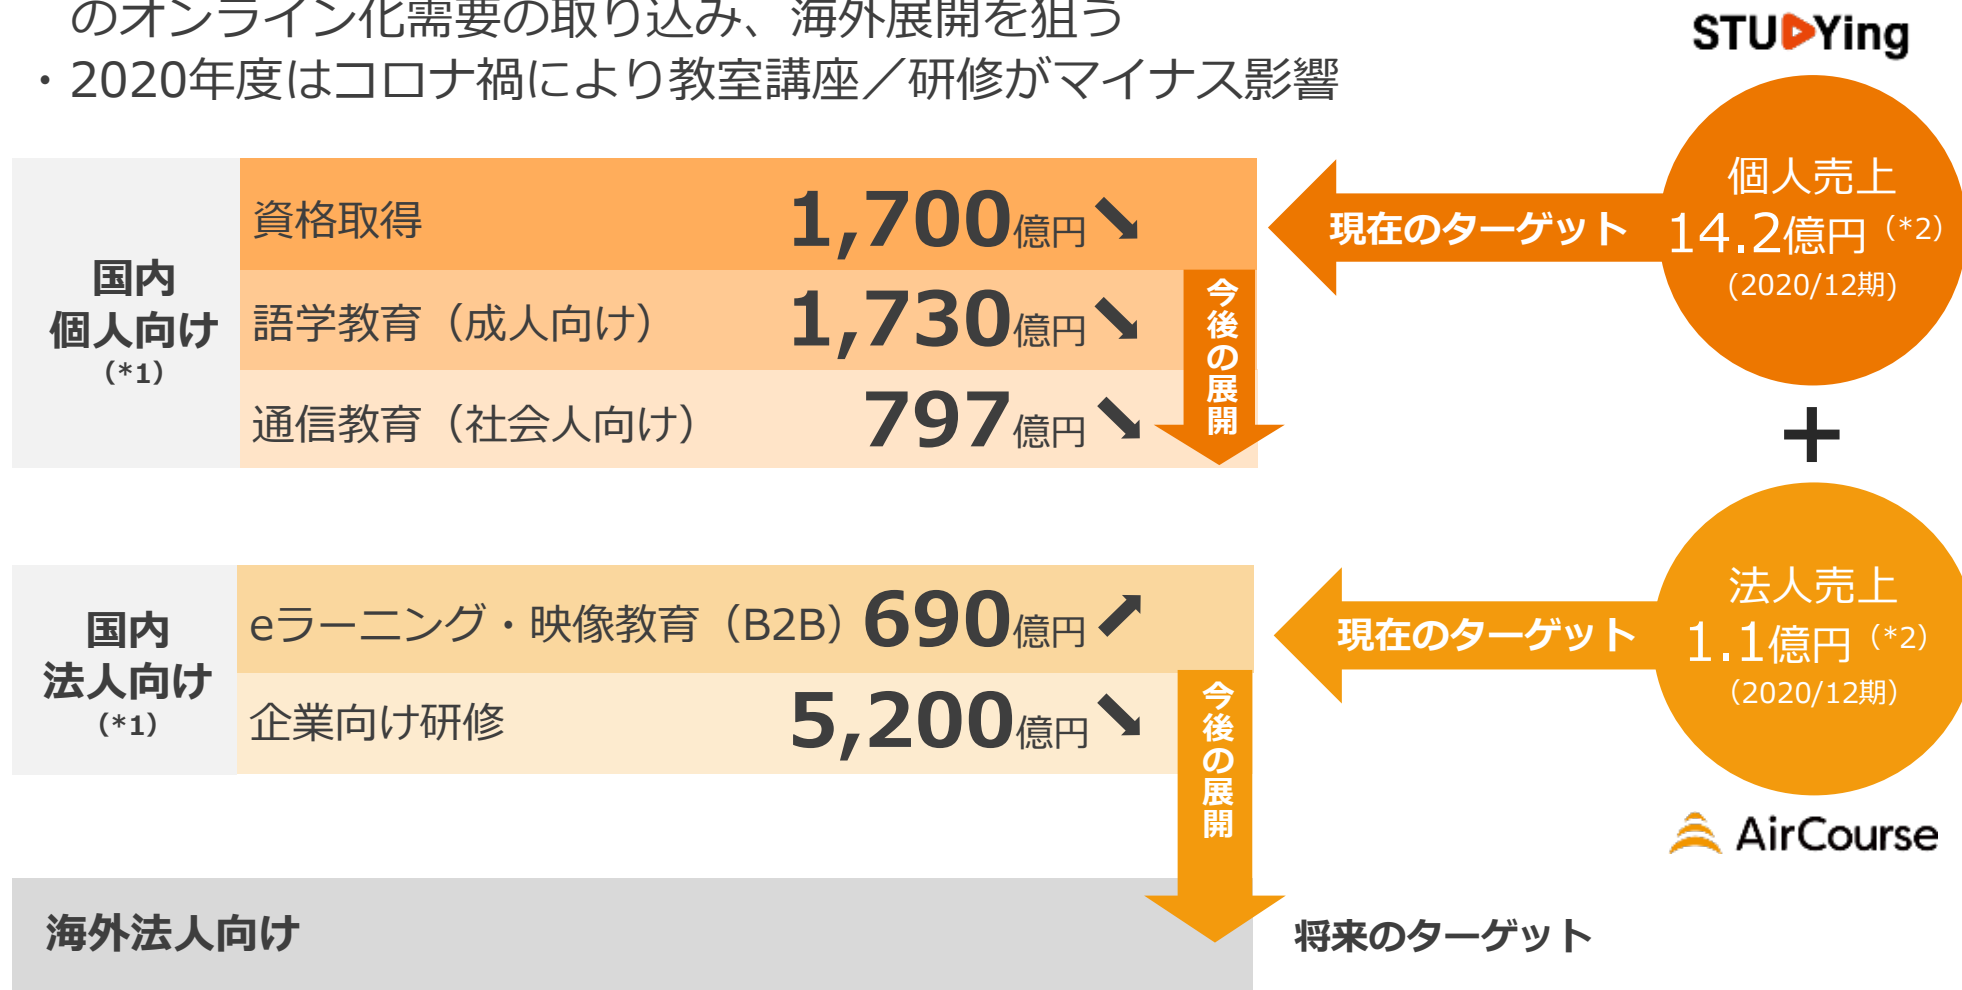 のオンライン化需要の取り込み、海外展開を狙う
・2020年度はコロナ禍により教室講座／研修がマイナス影響
STUDYing
国内
個人向け
（*1）
資格取得 1,700億円
語学教育（成人向け） 1,730億円
通信教育（社会人向け） 797億円
今後の展開
現在のターゲット
個人売上
14.2億円（*2）
(2020/12期)
＋
国内
法人向け
（*1）
eラーニング・映像教育（B2B） 690億円
企業向け研修 5,200億円
今後の展開
現在のターゲット
法人売上
1.1億円（*2）
（2020/12期）
AirCourse
海外法人向け
将来のターゲット